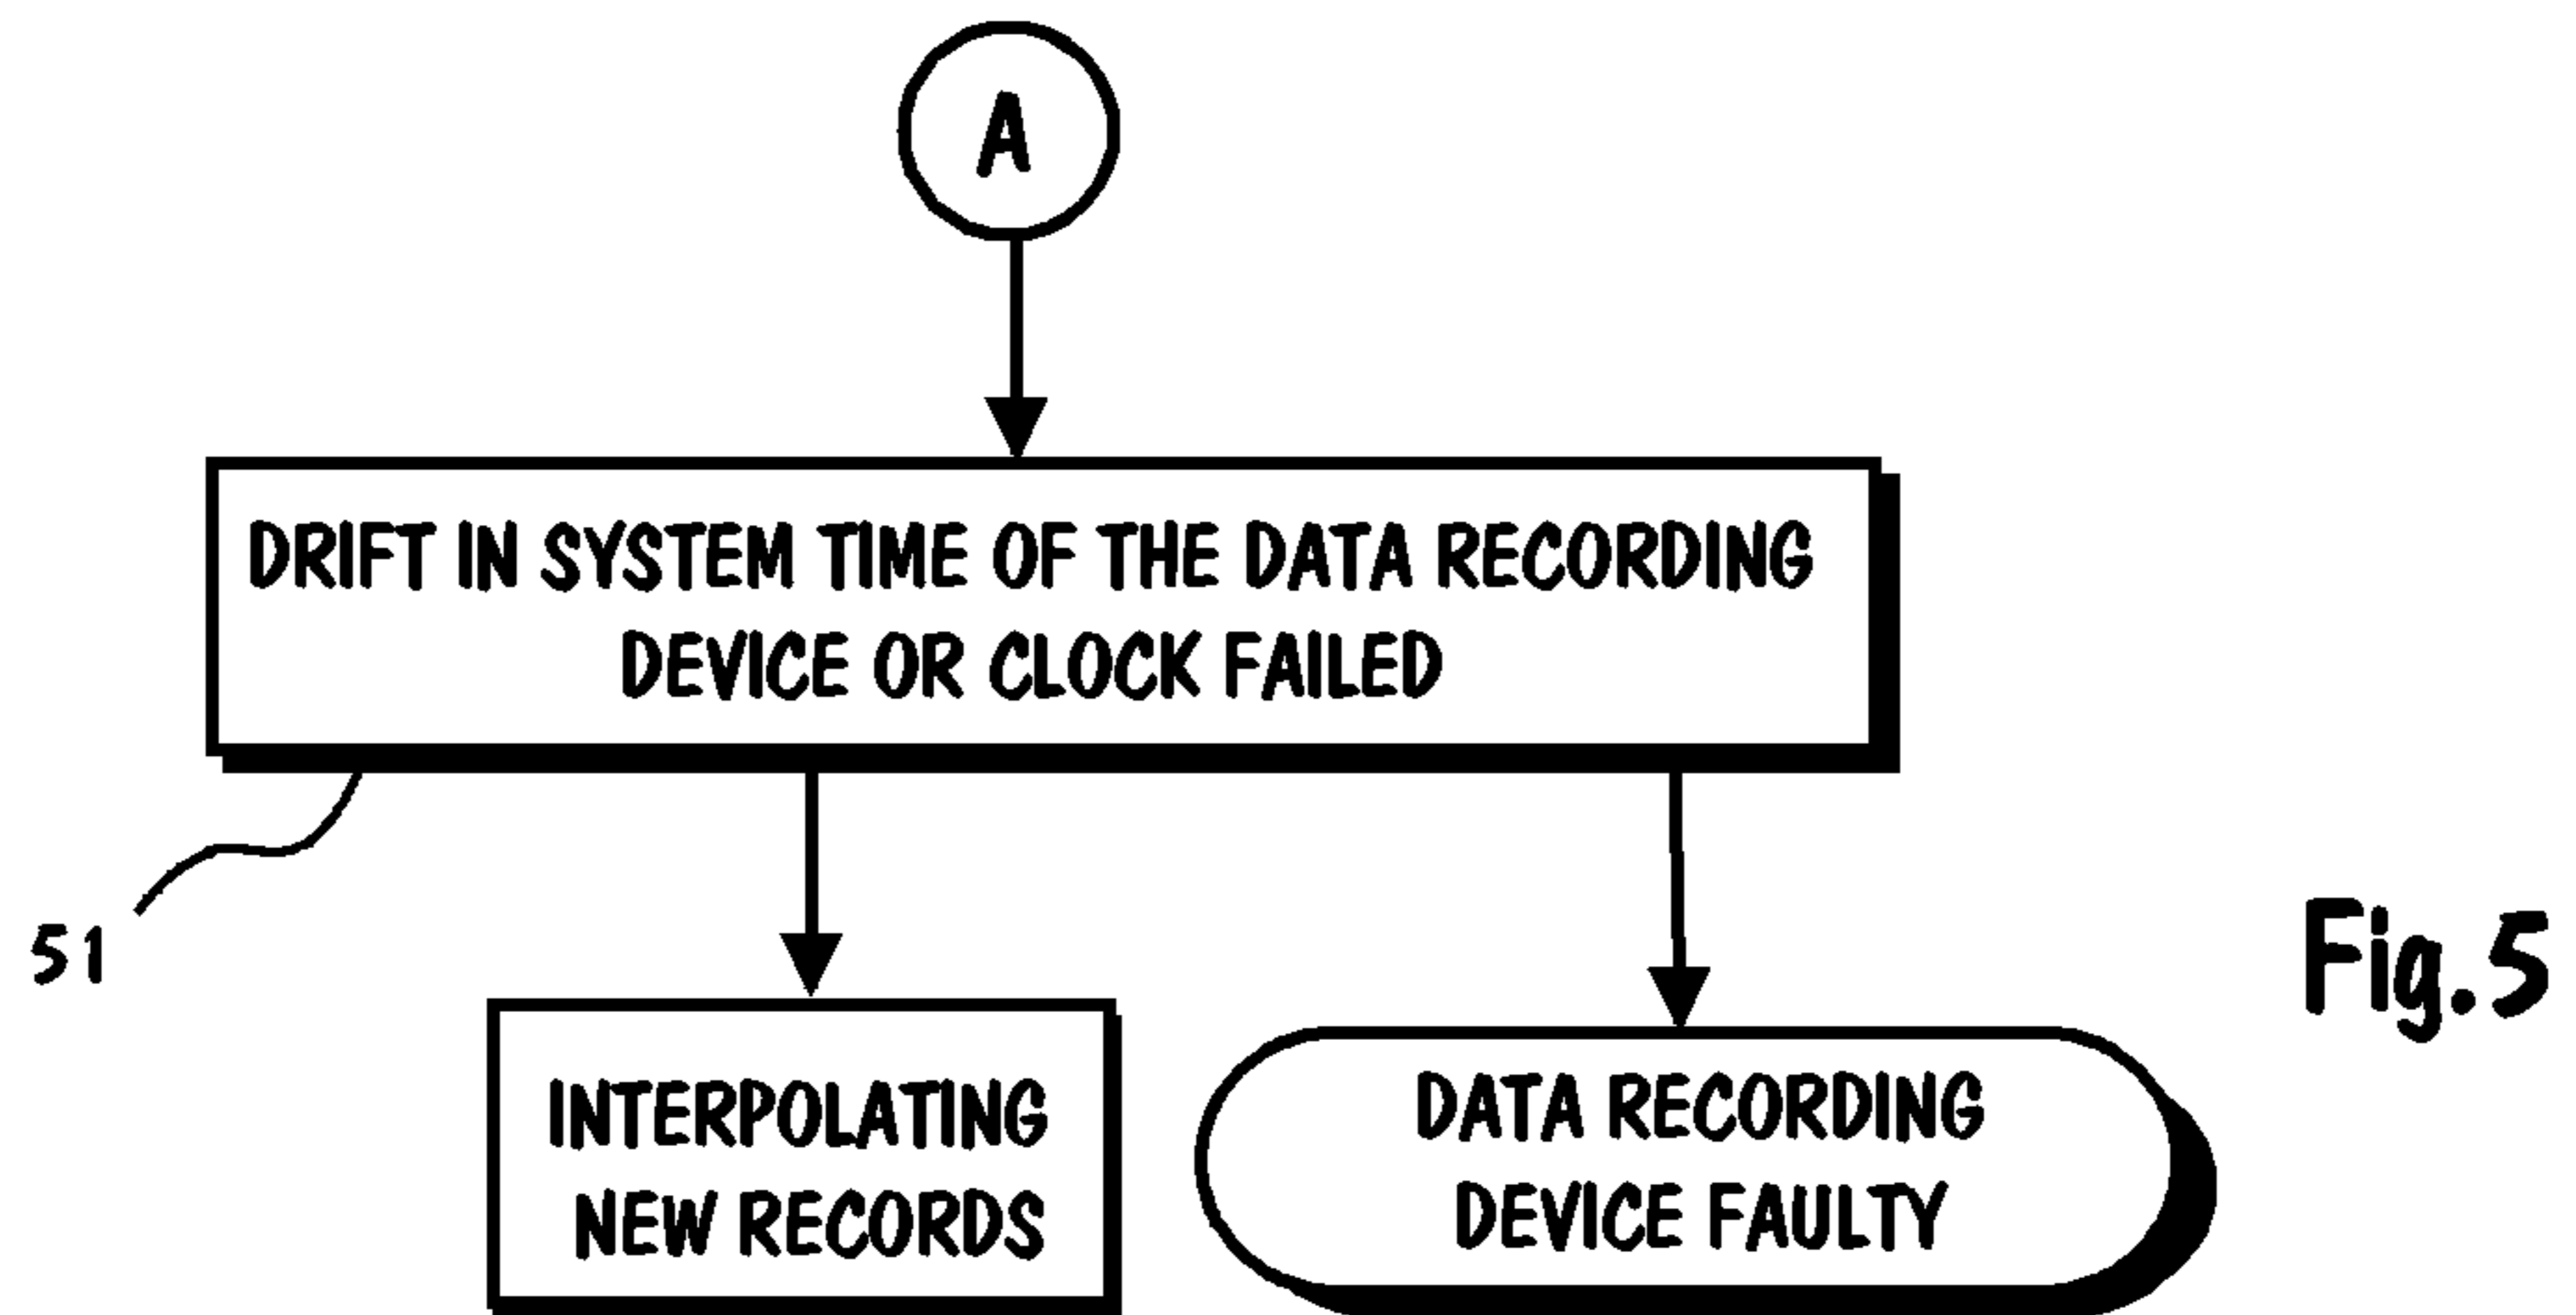 A
DRIFT IN SYSTEM TIME OF THE DATA RECORDING
DEVICE OR CLOCK FAILED
51
Fig.5
INTERPOLATING
NEW RECORDS
DATA RECORDING
DEVICE FAULTY